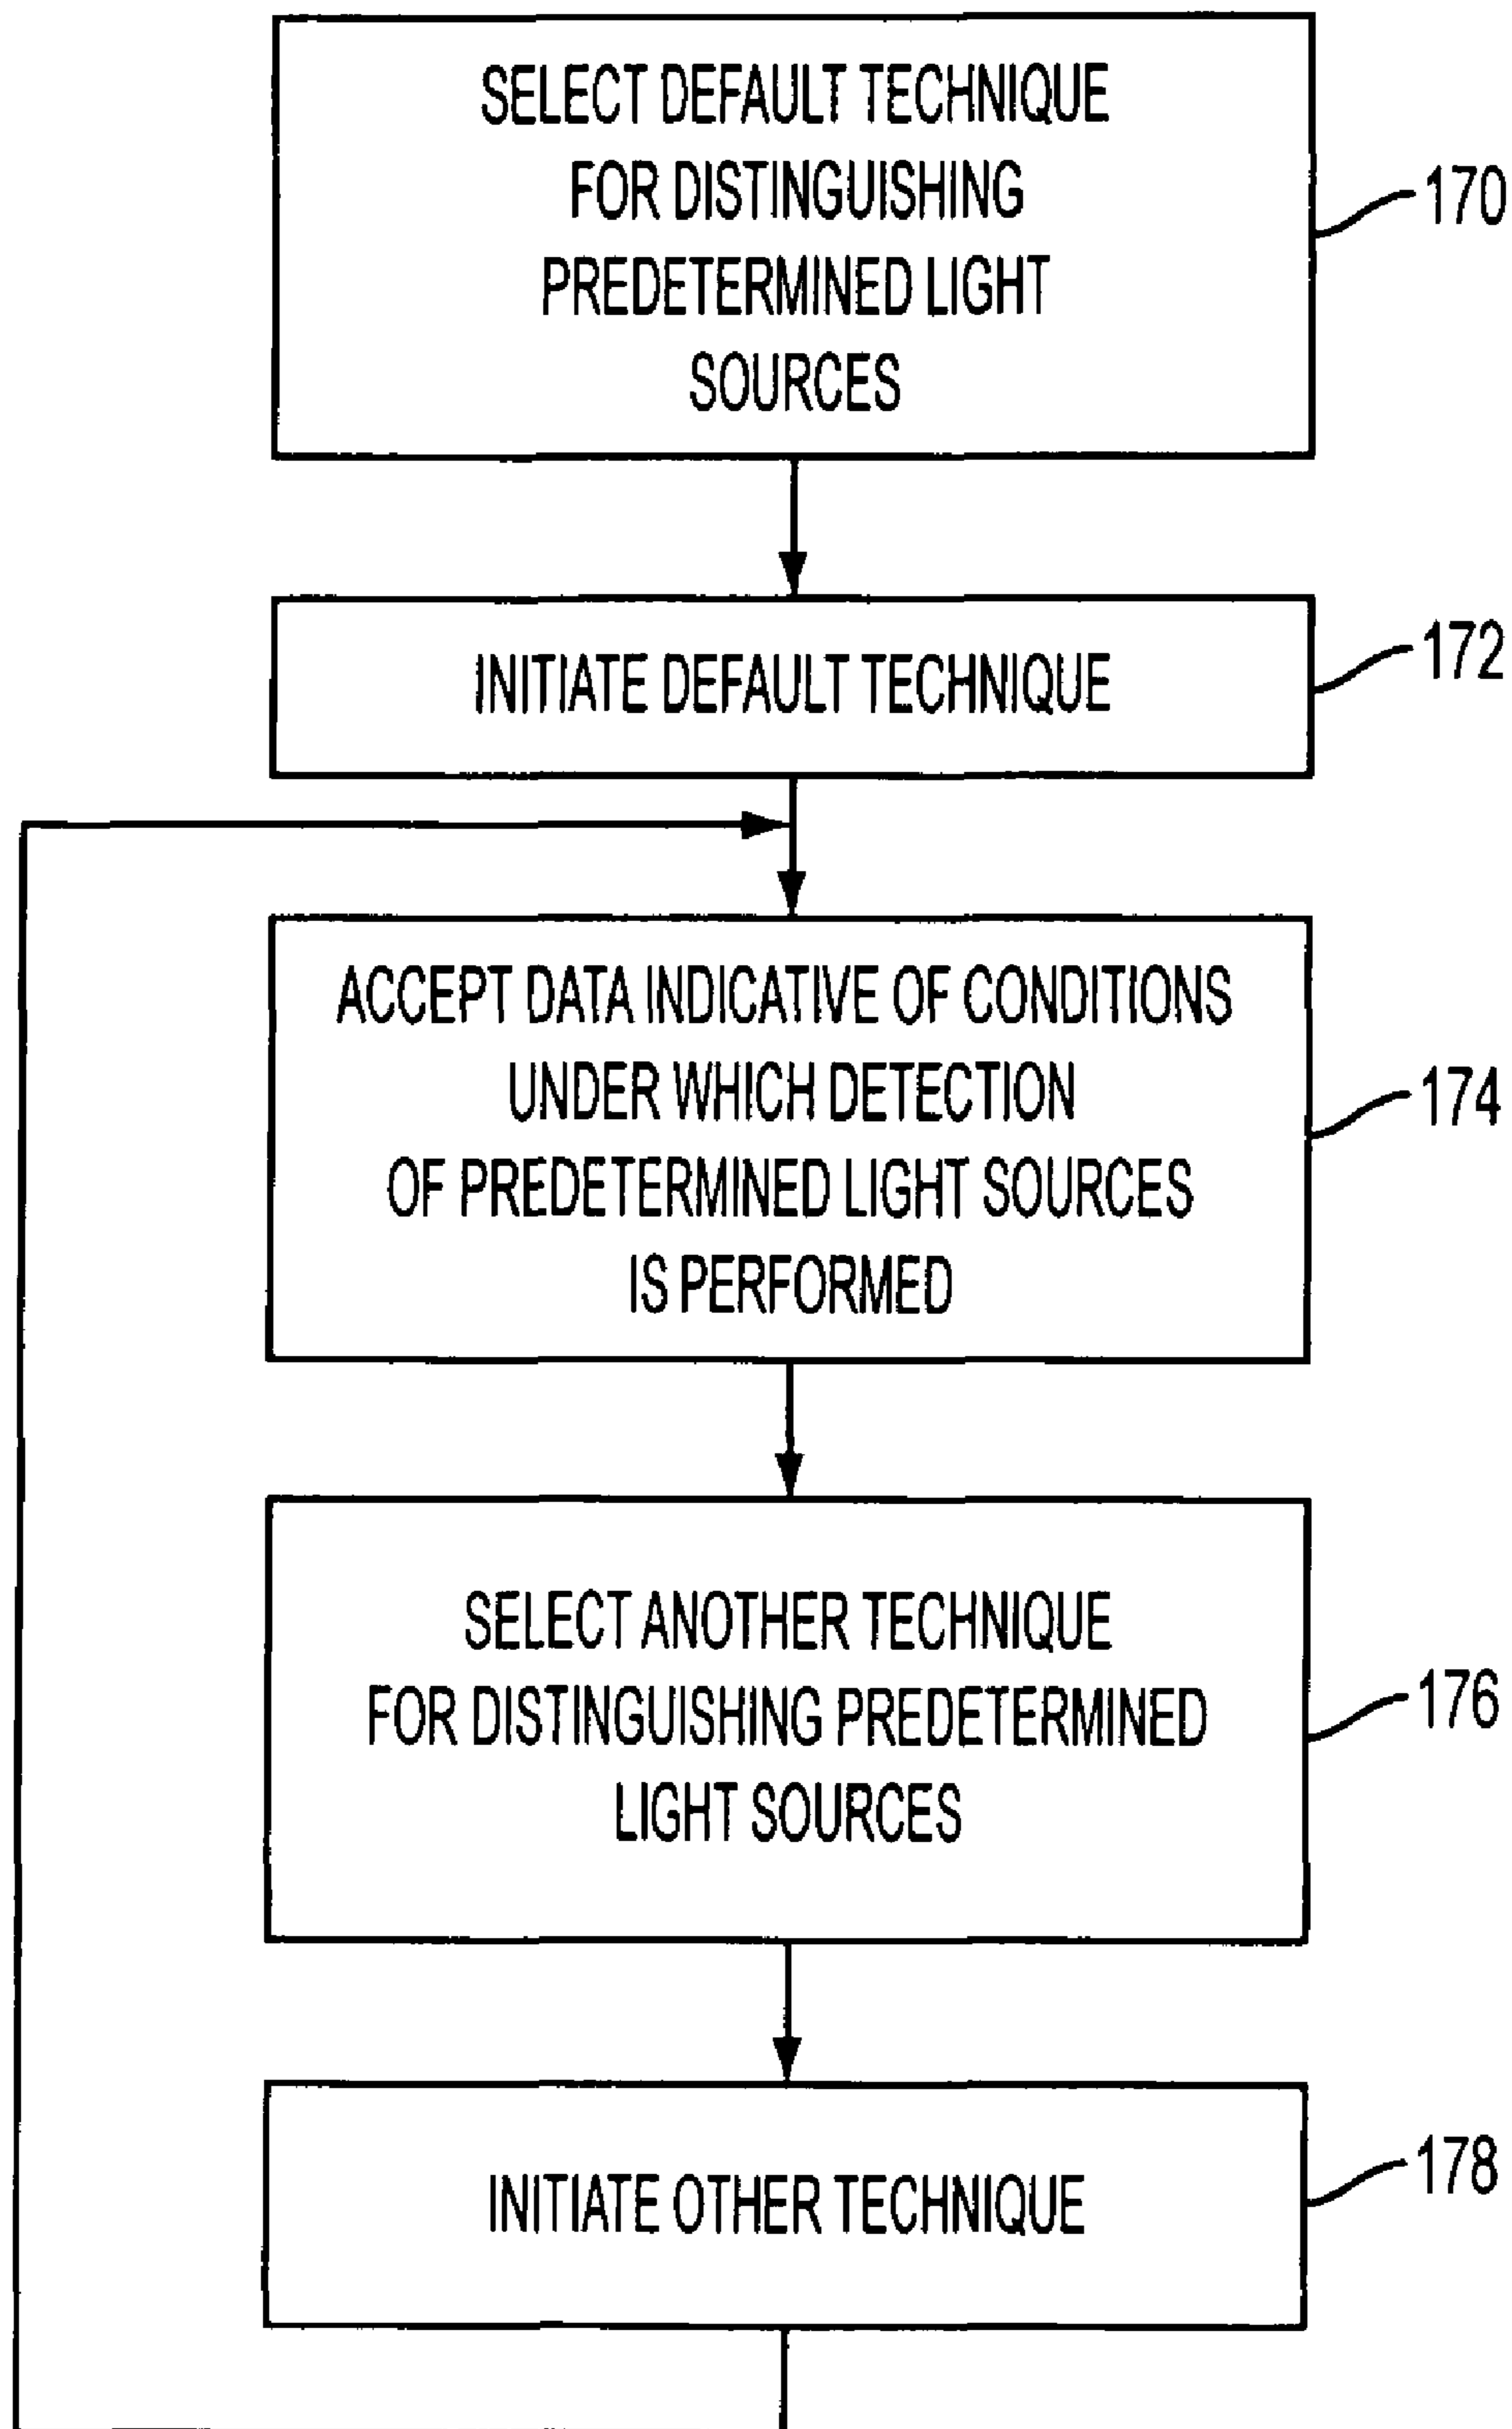 SELECT DEFAULT TECHNIQUE
FOR DISTINGUISHING
PREDETERMINED LIGHT
SOURCES
170
INITIATE DEFAULT TECHNIQUE
172
ACCEPT DATA INDICATIVE OF CONDITIONS
UNDER WHICH DETECTION
OF PREDETERMINED LIGHT SOURCES
IS PERFORMED
174
SELECT ANOTHER TECHNIQUE
FOR DISTINGUISHING PREDETERMINED
LIGHT SOURCES
176
INITIATE OTHER TECHNIQUE
178